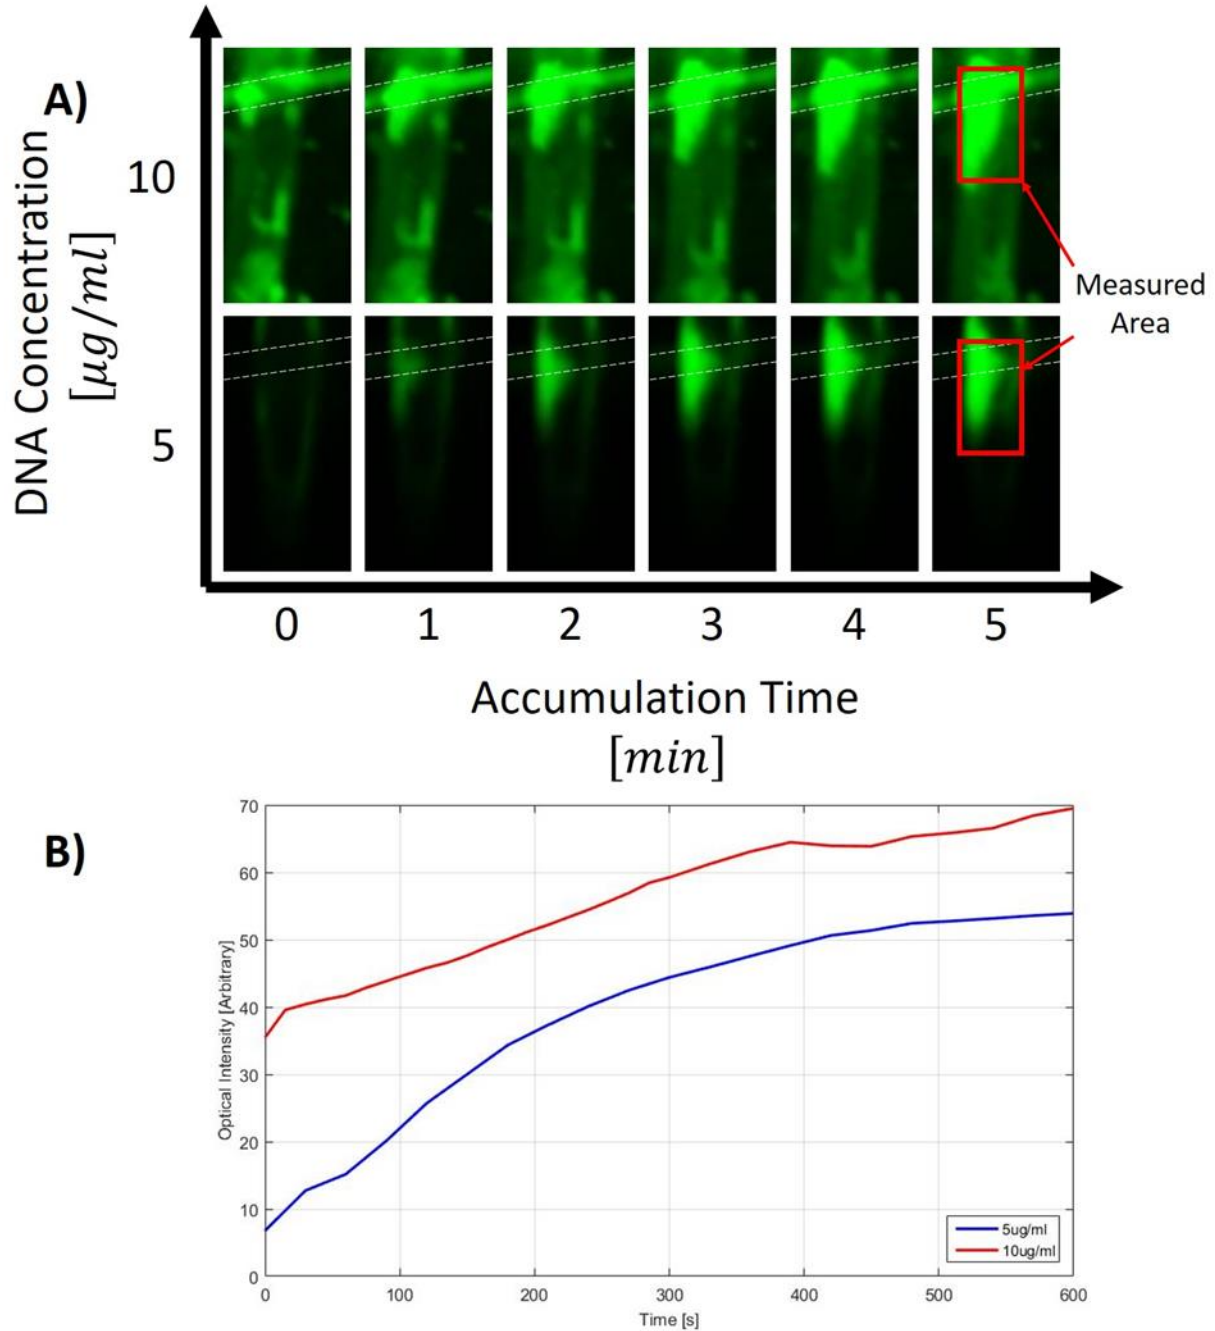 A)
DNA Concentration
[μg/ml]
10
5
Measured
Area
0 1 2 3 4 5
Accumulation Time
[min]
B)
70
60
50
40
30
20
10
0
Optical Intensity [Arbitrary]
5ug/ml
10ug/ml
0 100 200 300 400 500 600
Time [s]